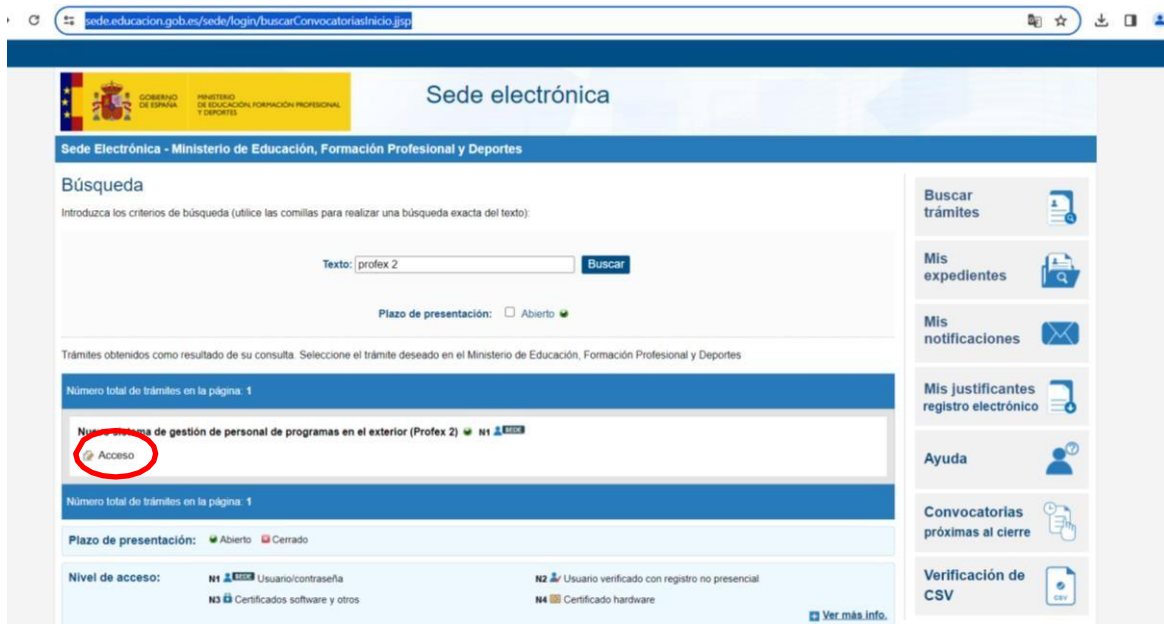 sede.educacion.gob.es/sede/login/buscarConvocatoriasInicio.jjsp
GOBIERNO
DE ESPAÑA
MINISTERIO
DE EDUCACIÓN, FORMACIÓN PROFESIONAL
Y DEPORTES
Sede electrónica
Sede Electrónica - Ministerio de Educación, Formación Profesional y Deportes
Búsqueda
Introduzca los criterios de búsqueda (utilice las comillas para realizar una búsqueda exacta del texto):
Texto: profex 2 Buscar
Plazo de presentación: Abierto
Trámites obtenidos como resultado de su consulta. Seleccione el trámite deseado en el Ministerio de Educación, Formación Profesional y Deportes
Número total de trámites en la página: 1
Nuevo sistema de gestión de personal de programas en el exterior (Profex 2) N1 SEDE
Acceso
Número total de trámites en la página: 1
Plazo de presentación: Abierto Cerrado
Nivel de acceso: N1 SEDE Usuario/contraseña N2 Usuario verificado con registro no presencial
N3 Certificados software y otros N4 Certificado hardware
Ver más info.
Buscar
trámites
Mis
expedientes
Mis
notificaciones
Mis justificantes
registro electrónico
Ayuda
Convocatorias
próximas al cierre
Verificación de
CSV
CSV